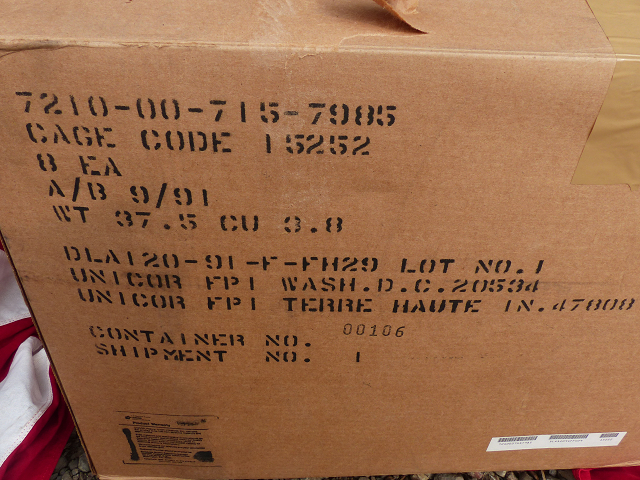 7210-00-715-7985
CAGE CODE 15252
8 EA
A/B 9/91
WT 37.5 CU 3.8
DLA120-91-F-FH29 LOT NO.1
UNICOR FPI WASH.D.C.20534
UNICOR FPI TERRE HAUTE IN.47808
CONTAINER NO. 00106
SHIPMENT NO. 1